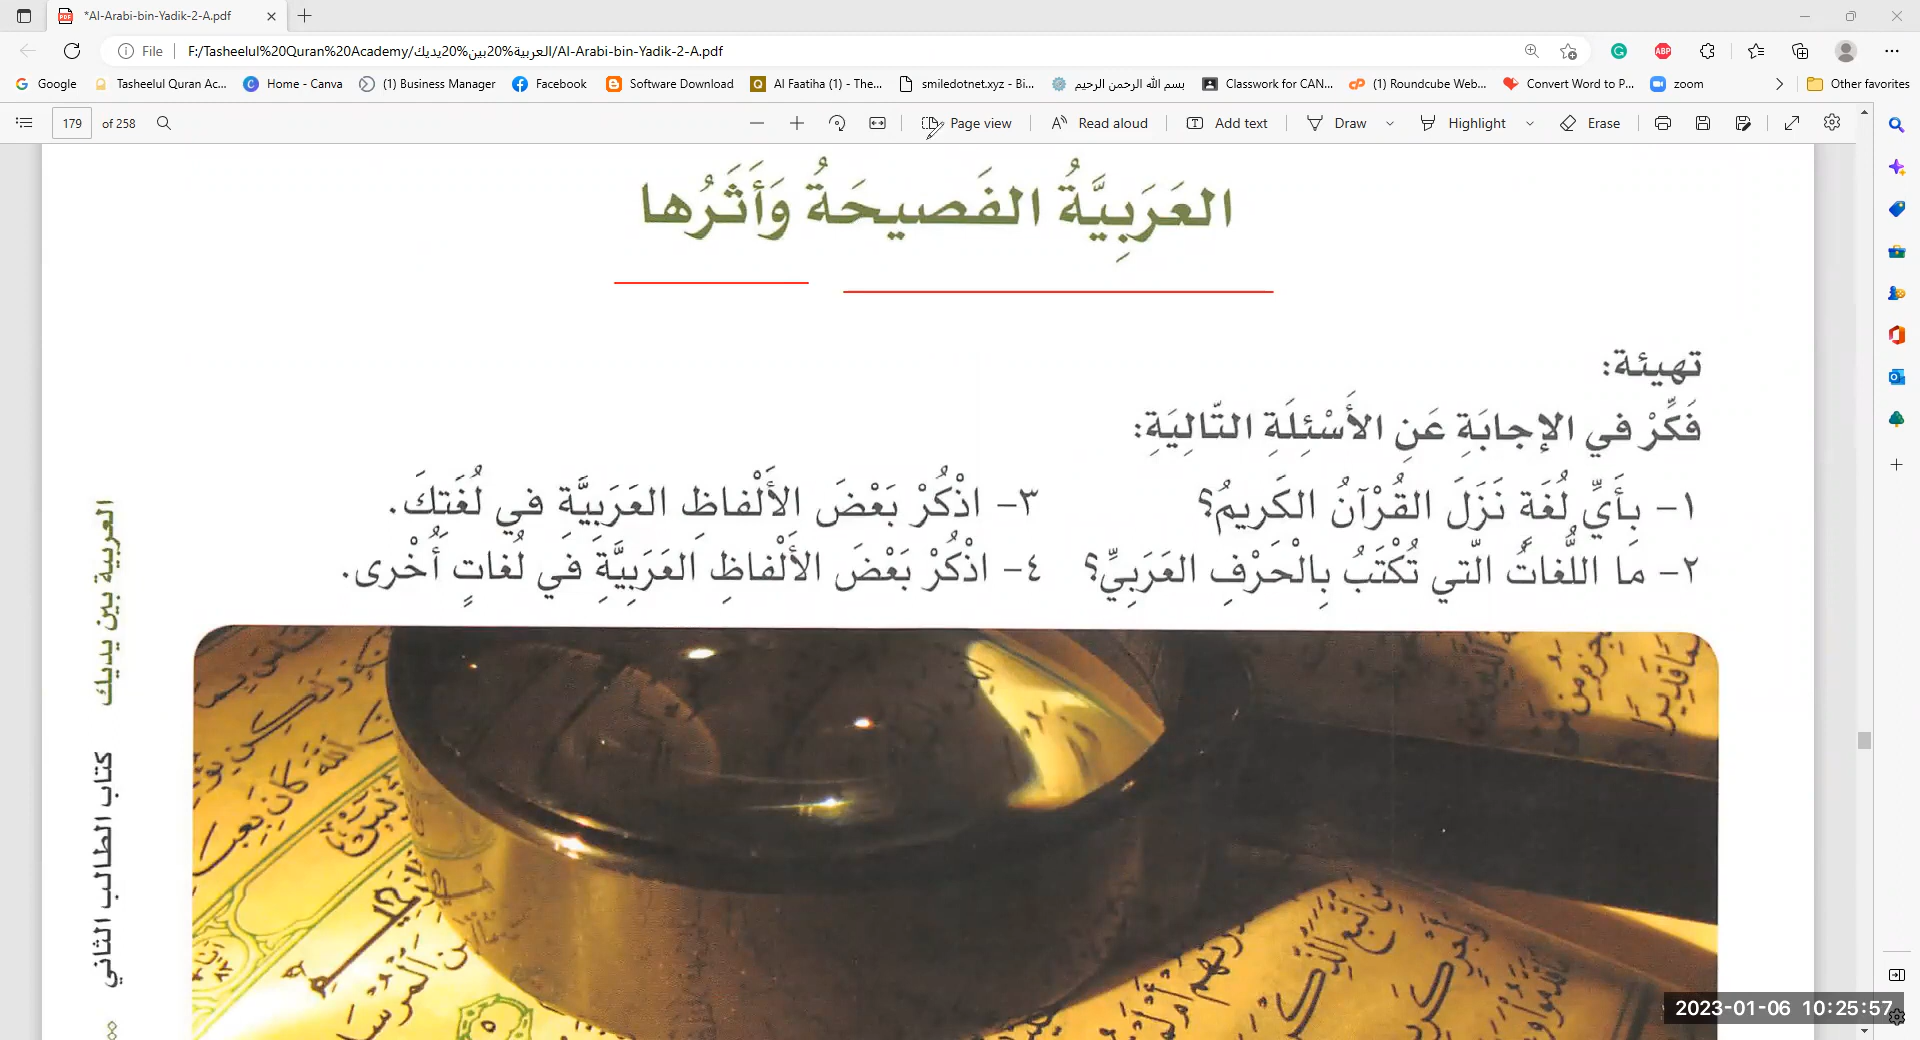 *Al-Arabi-bin-Yadik-2-A.pdf
File
F:/Tasheelul%20Quran%20Academy/العربية%20بين%20يديك/Al-Arabi-bin-Yadik-2-A.pdf
Google
Tasheelul Quran Ac...
Home - Canva
(1) Business Manager
Facebook
Software Download
Al Faatiha (1) - The...
smiledotnet.xyz - Bi...
بسم الله الرحمن الرحيم
Classwork for CAN...
(1) Roundcube Web...
Convert Word to P...
zoom
Other favorites
179 of 258
Page view
Read aloud
Add text
Draw
Highlight
Erase
العَرَبِيَّةُ الفَصيحَةُ وَأَثَرُها
تهيئة:
فَكِّرْ في الإجابَةِ عَنِ الأَسْئِلَةِ التّالِيَةِ:
١- بِأَيِّ لُغَةٍ نَزَلَ القُرْآنُ الكَريمُ؟
٢- مَا اللُّغاتُ الّتي تُكْتَبُ بِالْحَرْفِ العَرَبيِّ؟
٣- اذْكُرْ بَعْضَ الأَلْفاظِ العَرَبِيَّةِ في لُغَتِكَ.
٤- اذْكُرْ بَعْضَ الأَلْفاظِ العَرَبِيَّةِ في لُغاتٍ أُخْرى.
العربية بين يديك
كتاب الطالب الثاني
2023-01-06 10:25:57